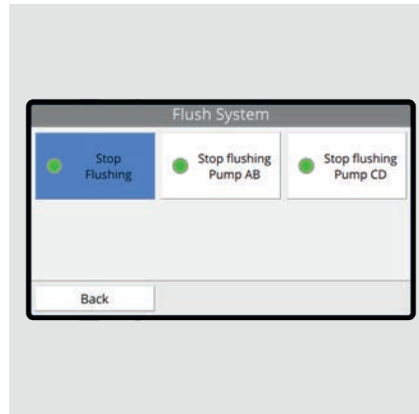 Flush System
Stop
Flushing
Stop flushing
Pump AB
Stop flushing
Pump CD
Back